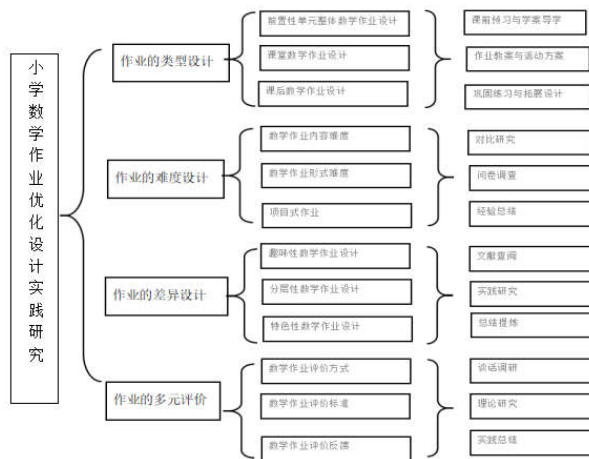 小学数学作业优化设计实践研究
作业的类型设计
前置性单元整体数学作业设计
课堂数学作业设计
课后数学作业设计
课前预习与学案导学
作业教案与活动方案
巩固练习与拓展设计
作业的难度设计
数学作业内容难度
数学作业形式难度
项目式作业
对比研究
问卷调查
经验总结
作业的差异设计
趣味性数学作业设计
分层性数学作业设计
特色性数学作业设计
文献查阅
实践研究
总结提炼
作业的多元评价
数学作业评价方式
数学作业评价标准
数学作业评价反馈
谈话调研
理论研究
实践总结